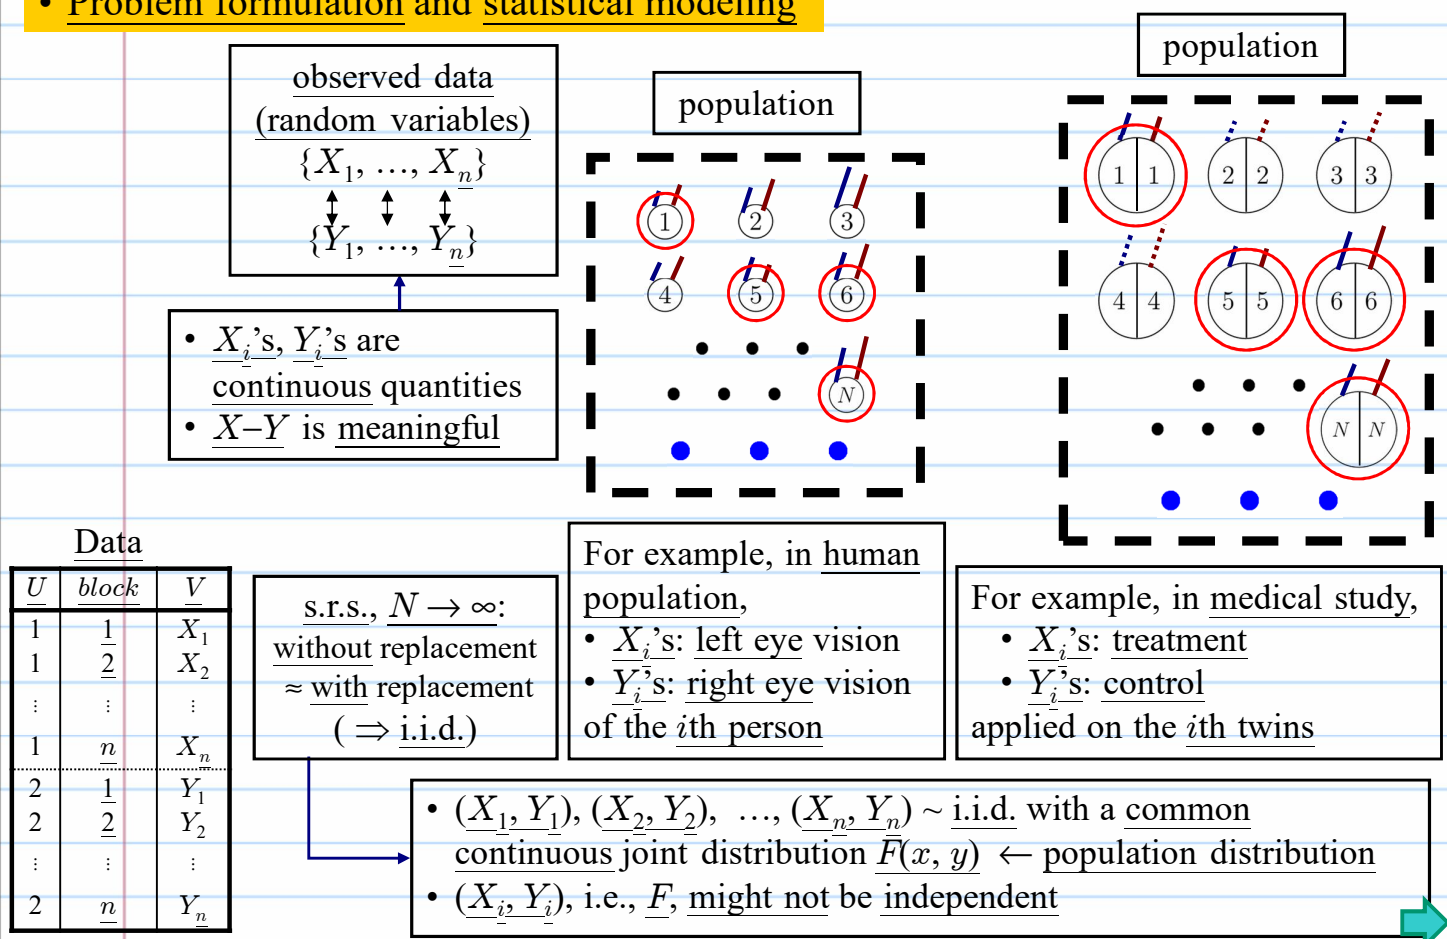 • Problem formulation and statistical modeling
observed data
(random variables)
{X₁, …, Xₙ}
{Y₁, …, Yₙ}
• Xᵢ's, Yᵢ's are
continuous quantities
• X−Y is meaningful
population
1 2 3
4 5 6
N
population
1 1 2 2 3 3
4 4 5 5 6 6
N N
Data
U block V
1 1 X₁
1 2 X₂
⋮ ⋮ ⋮
1 n Xₙ
2 1 Y₁
2 2 Y₂
⋮ ⋮ ⋮
2 n Yₙ
s.r.s., N → ∞:
without replacement
≈ with replacement
( ⇒ i.i.d.)
For example, in human
population,
• Xᵢ's: left eye vision
• Yᵢ's: right eye vision
of the ith person
For example, in medical study,
• Xᵢ's: treatment
• Yᵢ's: control
applied on the ith twins
• (X₁, Y₁), (X₂, Y₂), …, (Xₙ, Yₙ) ~ i.i.d. with a common
continuous joint distribution F(x, y) ← population distribution
• (Xᵢ, Yᵢ), i.e., F, might not be independent